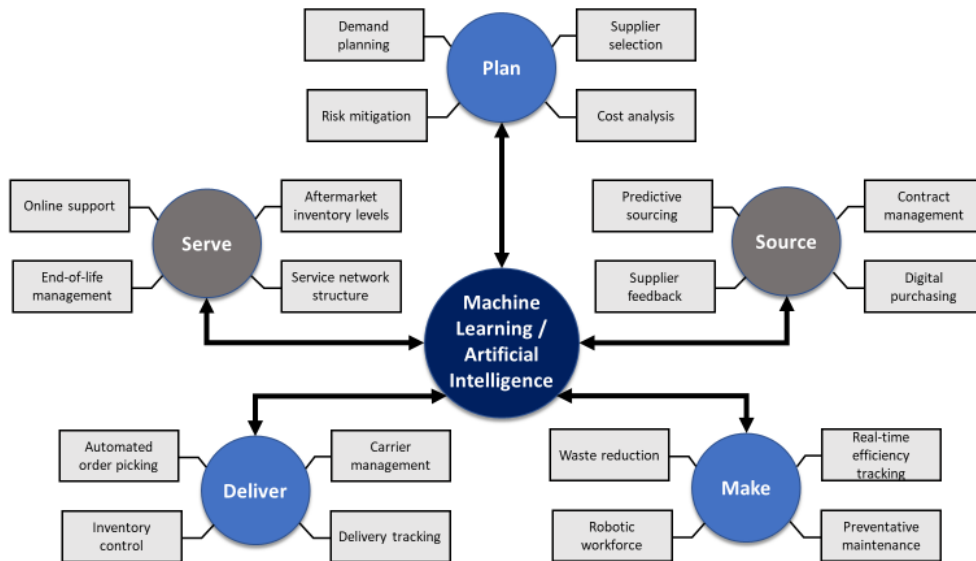 Demand
planning
Supplier
selection
Plan
Risk mitigation
Cost analysis
Online support
Aftermarket
inventory levels
Serve
End-of-life
management
Service network
structure
Predictive
sourcing
Contract
management
Source
Supplier
feedback
Digital
purchasing
Machine
Learning /
Artificial
Intelligence
Automated
order picking
Carrier
management
Deliver
Inventory
control
Delivery tracking
Waste reduction
Real-time
efficiency
tracking
Make
Robotic
workforce
Preventative
maintenance